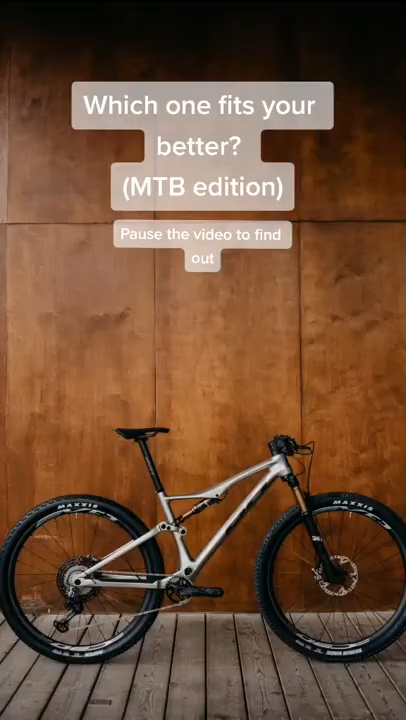 Which one fits your
better?
(MTB edition)
Pause the video to find
out
MAXXIS
MAXXIS